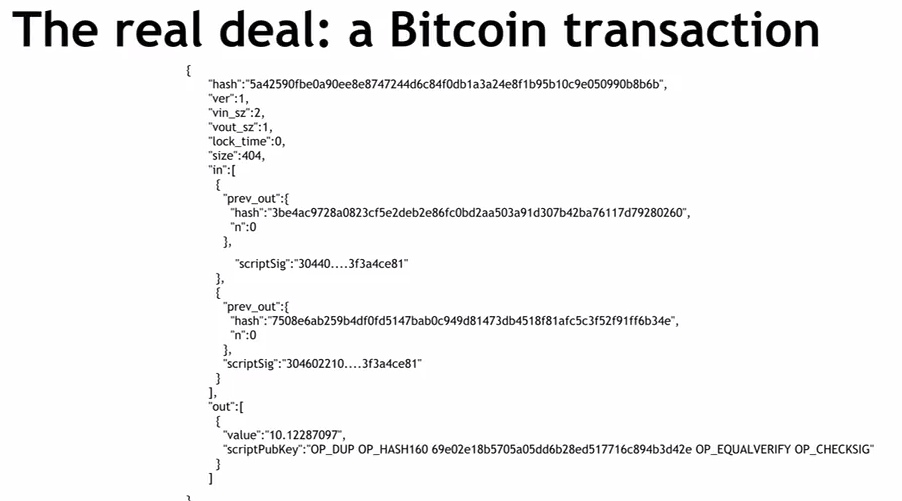 The real deal: a Bitcoin transaction
{
"hash":"5a42590fbe0a90ee8e8747244d6c84f0db1a3a24e8f1b95b10c9e050990b8b6b",
"ver":1,
"vin_sz":2,
"vout_sz":1,
"lock_time":0,
"size":404,
"in":[
{
"prev_out":{
"hash":"3be4ac9728a0823cf5e2deb2e86fc0bd2aa503a91d307b42ba76117d79280260",
"n":0
},
"scriptSig":"30440....3f3a4ce81"
},
{
"prev_out":{
"hash":"7508e6ab259b4df0fd5147bab0c949d81473db4518f81afc5c3f52f91ff6b34e",
"n":0
},
"scriptSig":"304602210....3f3a4ce81"
}
],
"out":[
{
"value":"10.12287097",
"scriptPubKey":"OP_DUP OP_HASH160 69e02e18b5705a05dd6b28ed517716c894b3d42e OP_EQUALVERIFY OP_CHECKSIG"
}
]
}